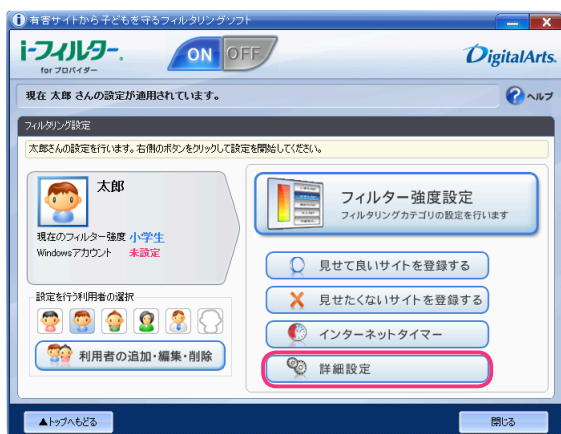 有害サイトから子どもを守るフィルタリングソフト
i-フィルター®
for プロバイダー
ON OFF
DigitalArts®
現在 太郎 さんの設定が適用されています。
ヘルプ
フィルタリング設定
太郎さんの設定を行います。右側のボタンをクリックして設定を開始してください。
太郎
現在のフィルター強度 小学生
Windowsアカウント 未設定
設定を行う利用者の選択
利用者の追加・編集・削除
フィルター強度設定
フィルタリングカテゴリの設定を行います
見せて良いサイトを登録する
見せたくないサイトを登録する
インターネットタイマー
詳細設定
▲トップへもどる
閉じる